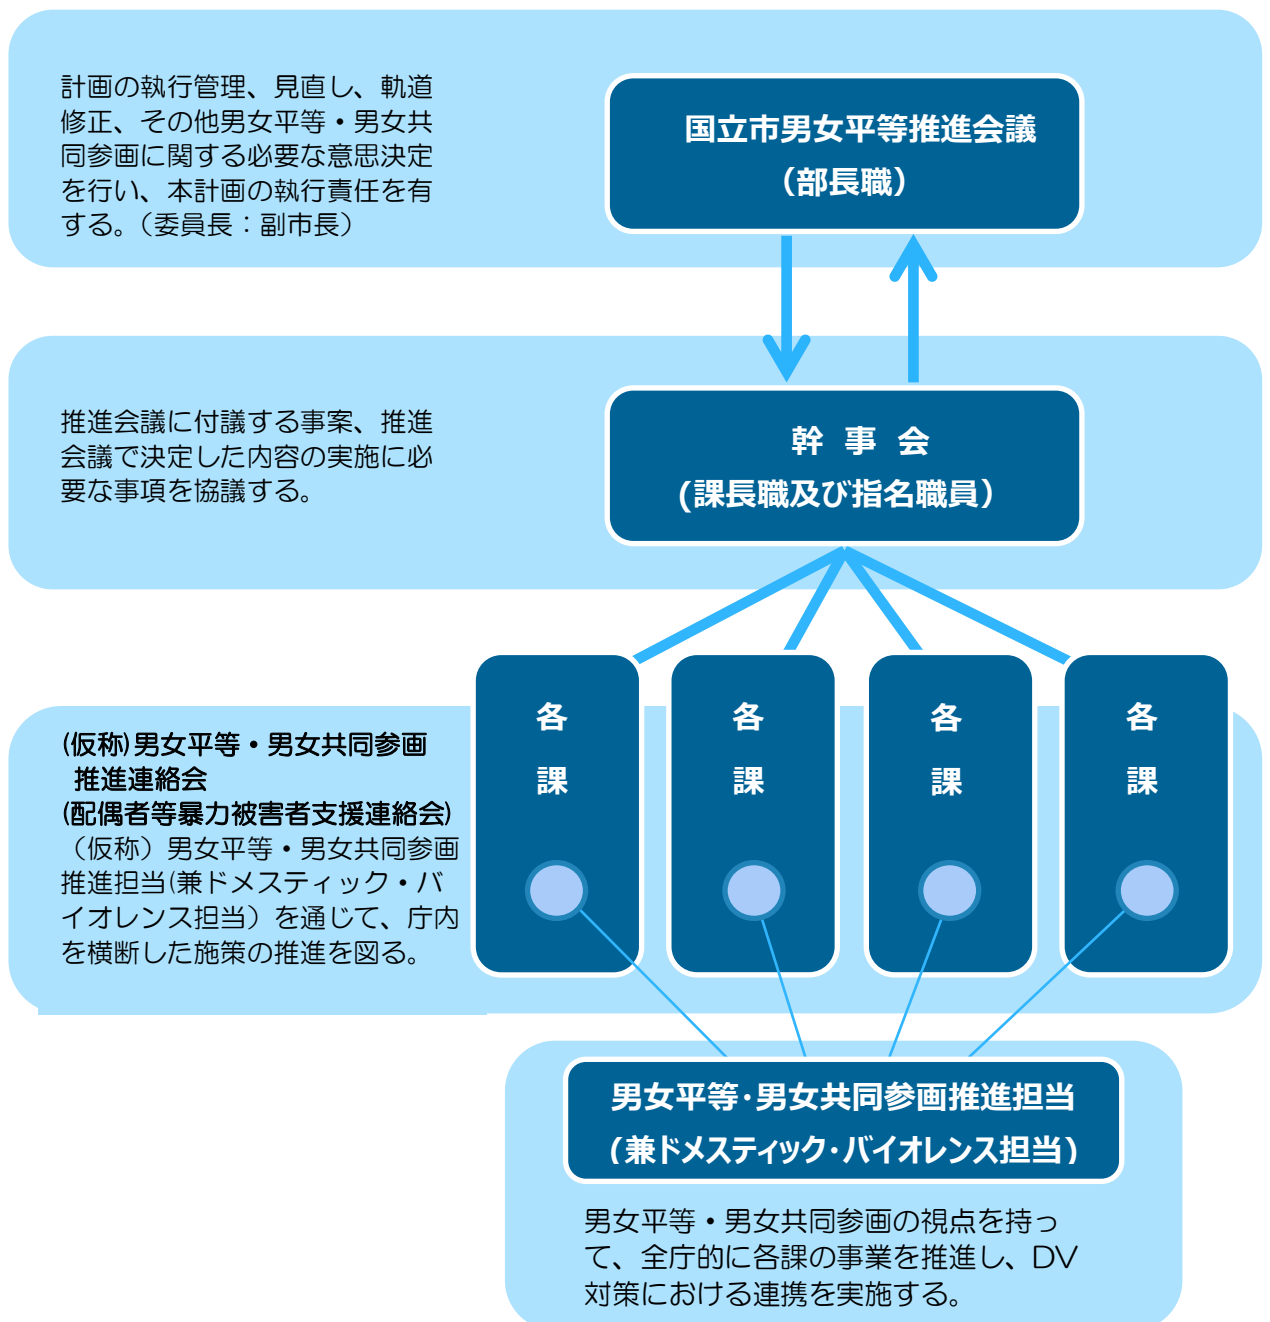 計画の執行管理、見直し、軌道
修正、その他男女平等・男女共
同参画に関する必要な意思決定
を行い、本計画の執行責任を有
する。（委員長：副市長）
国立市男女平等推進会議
（部長職）
推進会議に付議する事案、推進
会議で決定した内容の実施に必
要な事項を協議する。
幹 事 会
(課長職及び指名職員）
(仮称)男女平等・男女共同参画
推進連絡会
(配偶者等暴力被害者支援連絡会)
（仮称）男女平等・男女共同参画
推進担当(兼ドメスティック・バ
イオレンス担当）を通じて、庁内
を横断した施策の推進を図る。
各
課
各
課
各
課
各
課
男女平等・男女共同参画推進担当
(兼ドメスティック・バイオレンス担当)
男女平等・男女共同参画の視点を持っ
て、全庁的に各課の事業を推進し、DV
対策における連携を実施する。